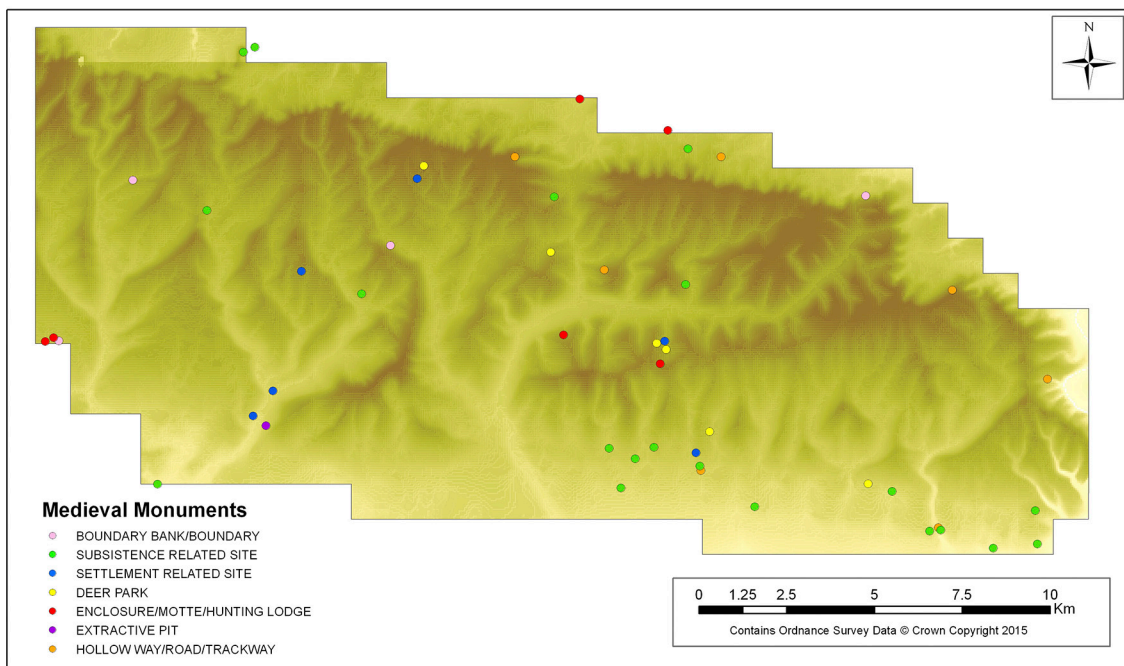 N
Medieval Monuments
BOUNDARY BANK/BOUNDARY
SUBSISTENCE RELATED SITE
SETTLEMENT RELATED SITE
DEER PARK
ENCLOSURE/MOTTE/HUNTING LODGE
EXTRACTIVE PIT
HOLLOW WAY/ROAD/TRACKWAY
0 1.25 2.5 5 7.5 10
Km
Contains Ordnance Survey Data © Crown Copyright 2015